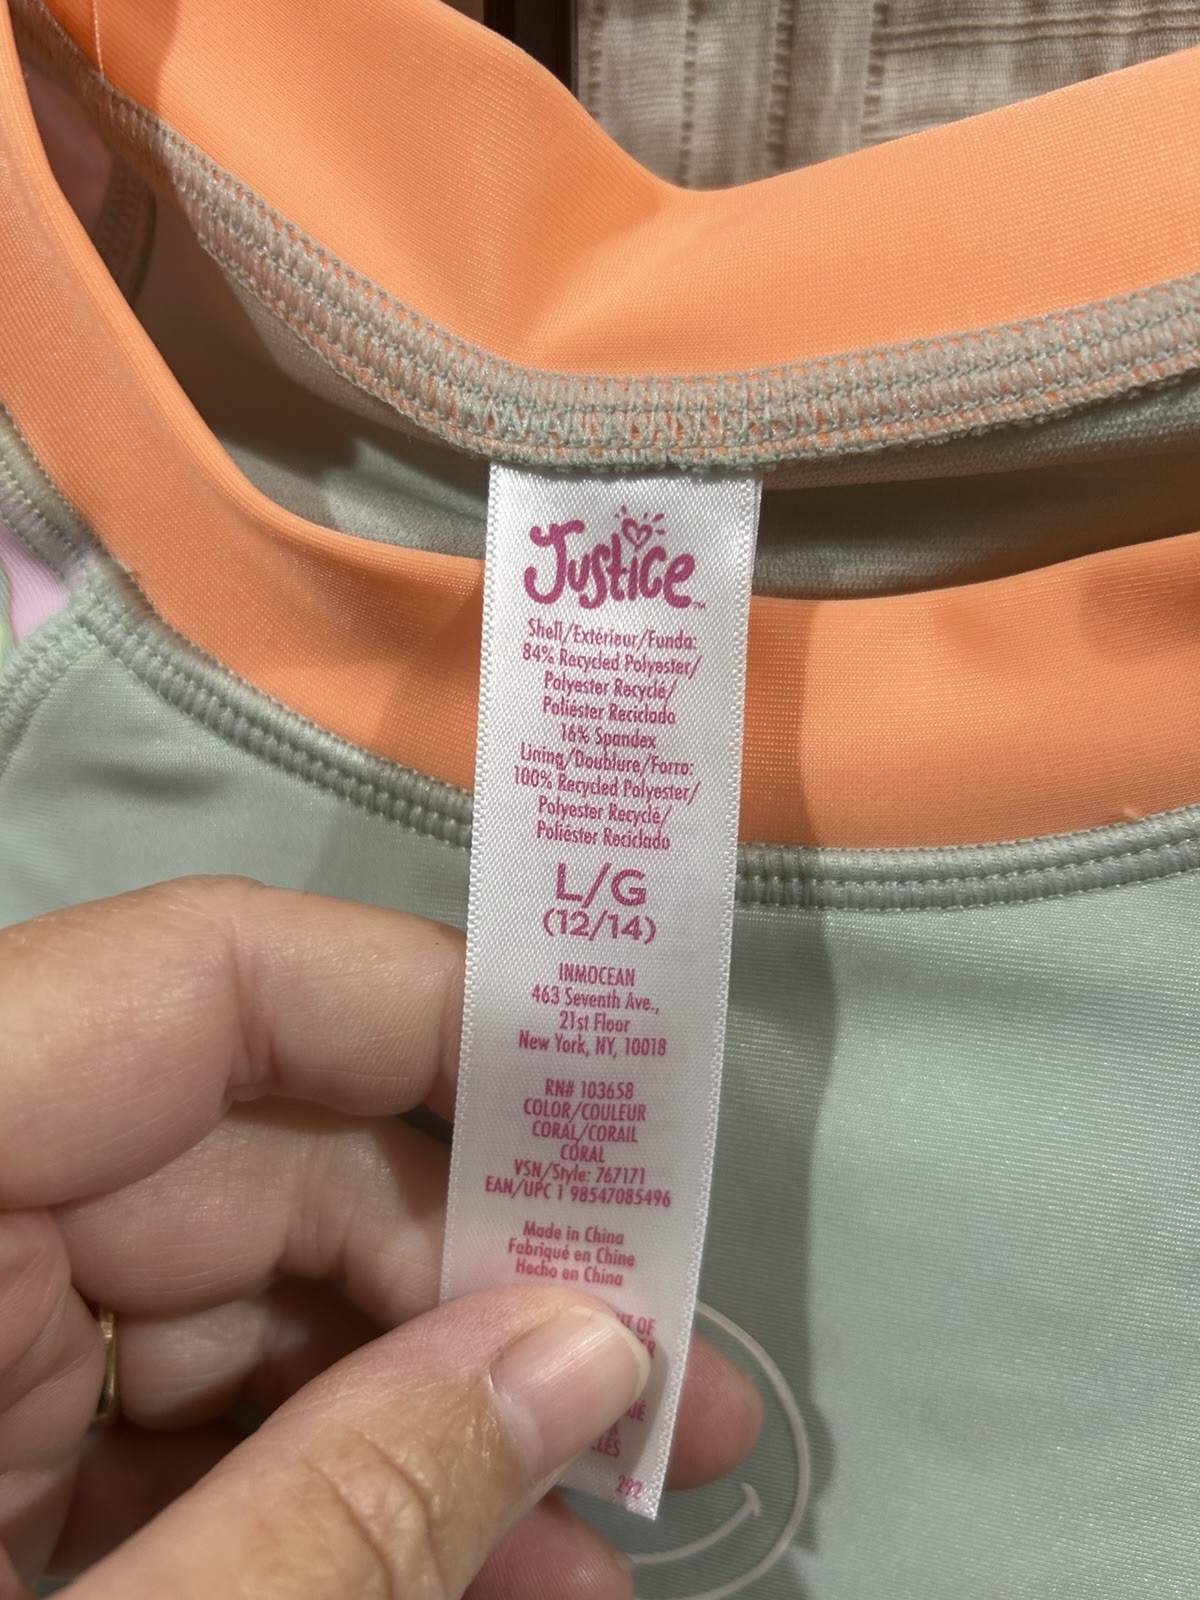 Justice™
Shell/Extérieur/Funda:
84% Recycled Polyester/
Polyester Recyclé/
Poliéster Reciclado
16% Spandex
Lining/Doublure/Forro:
100% Recycled Polyester/
Polyester Recyclé/
Poliéster Reciclado
L/G
(12/14)
INMOCEAN
463 Seventh Ave.,
21st Floor
New York, NY, 10018
RN# 103658
COLOR/COULEUR
CORAL/CORAIL
CORAL
VSN/Style: 767171
EAN/UPC 1 98547085496
Made in China
Fabriqué en Chine
Hecho en China
OF
292